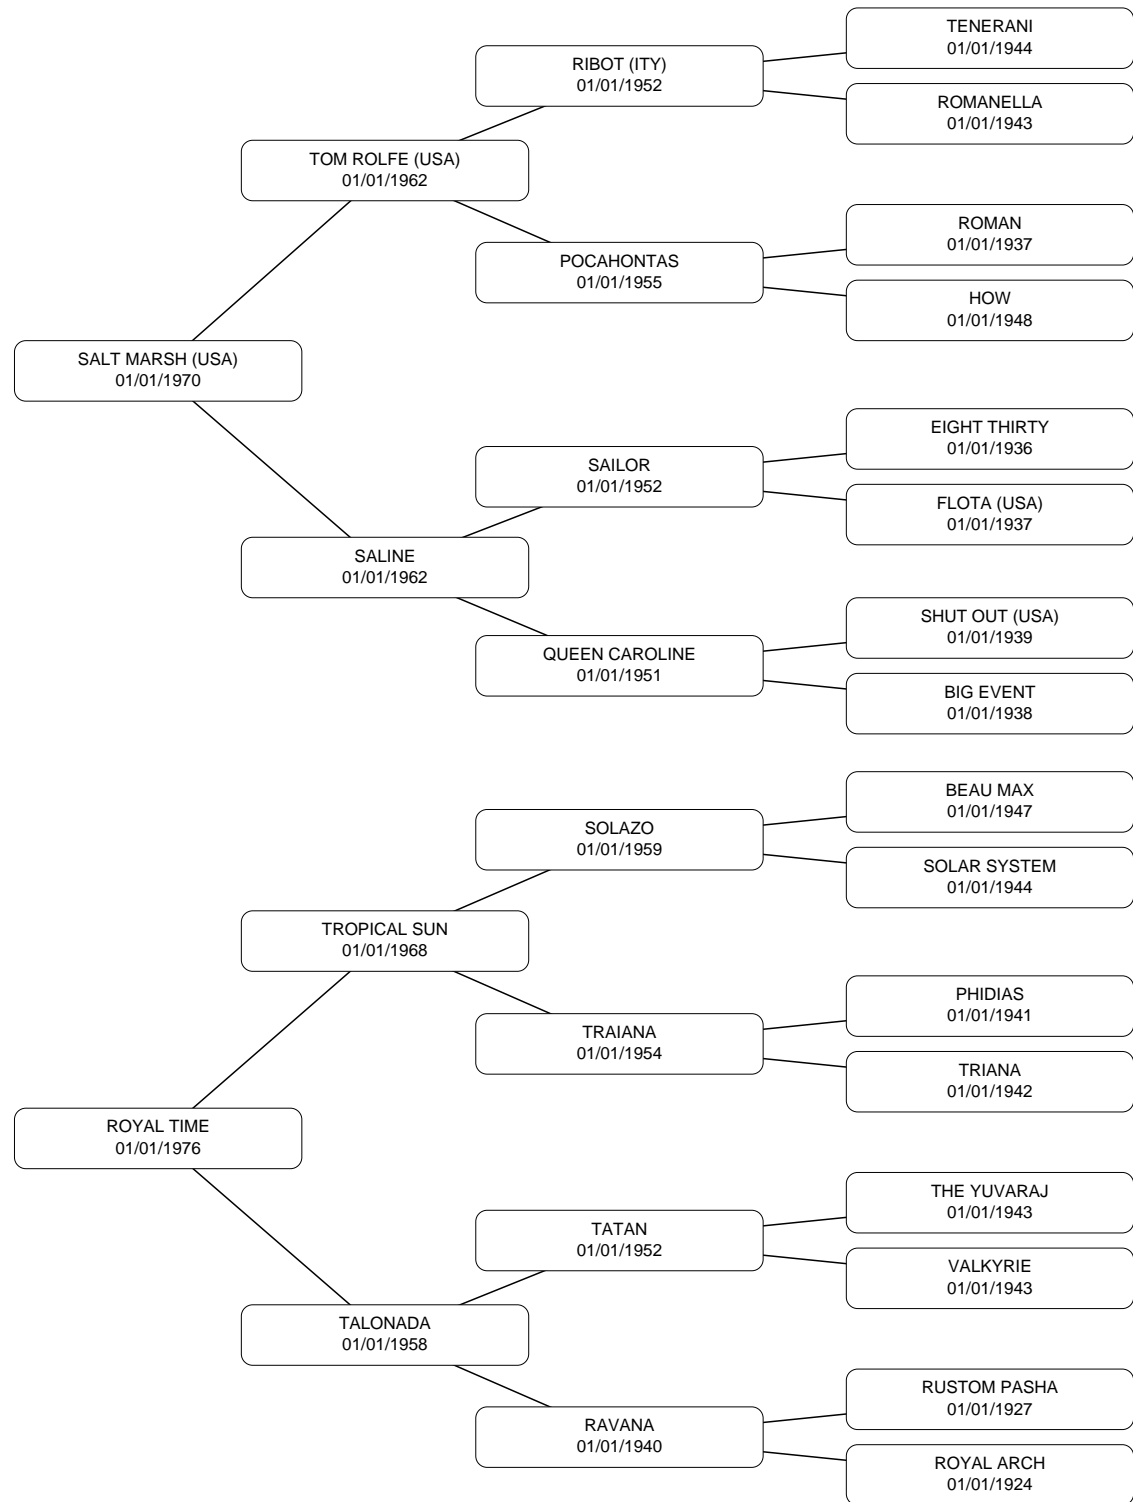 TENERANI
01/01/1944
RIBOT (ITY)
01/01/1952
ROMANELLA
01/01/1943
TOM ROLFE (USA)
01/01/1962
ROMAN
01/01/1937
POCAHONTAS
01/01/1955
HOW
01/01/1948
SALT MARSH (USA)
01/01/1970
EIGHT THIRTY
01/01/1936
SAILOR
01/01/1952
FLOTA (USA)
01/01/1937
SALINE
01/01/1962
SHUT OUT (USA)
01/01/1939
QUEEN CAROLINE
01/01/1951
BIG EVENT
01/01/1938
BEAU MAX
01/01/1947
SOLAZO
01/01/1959
SOLAR SYSTEM
01/01/1944
TROPICAL SUN
01/01/1968
PHIDIAS
01/01/1941
TRAIANA
01/01/1954
TRIANA
01/01/1942
ROYAL TIME
01/01/1976
THE YUVARAJ
01/01/1943
TATAN
01/01/1952
VALKYRIE
01/01/1943
TALONADA
01/01/1958
RUSTOM PASHA
01/01/1927
RAVANA
01/01/1940
ROYAL ARCH
01/01/1924